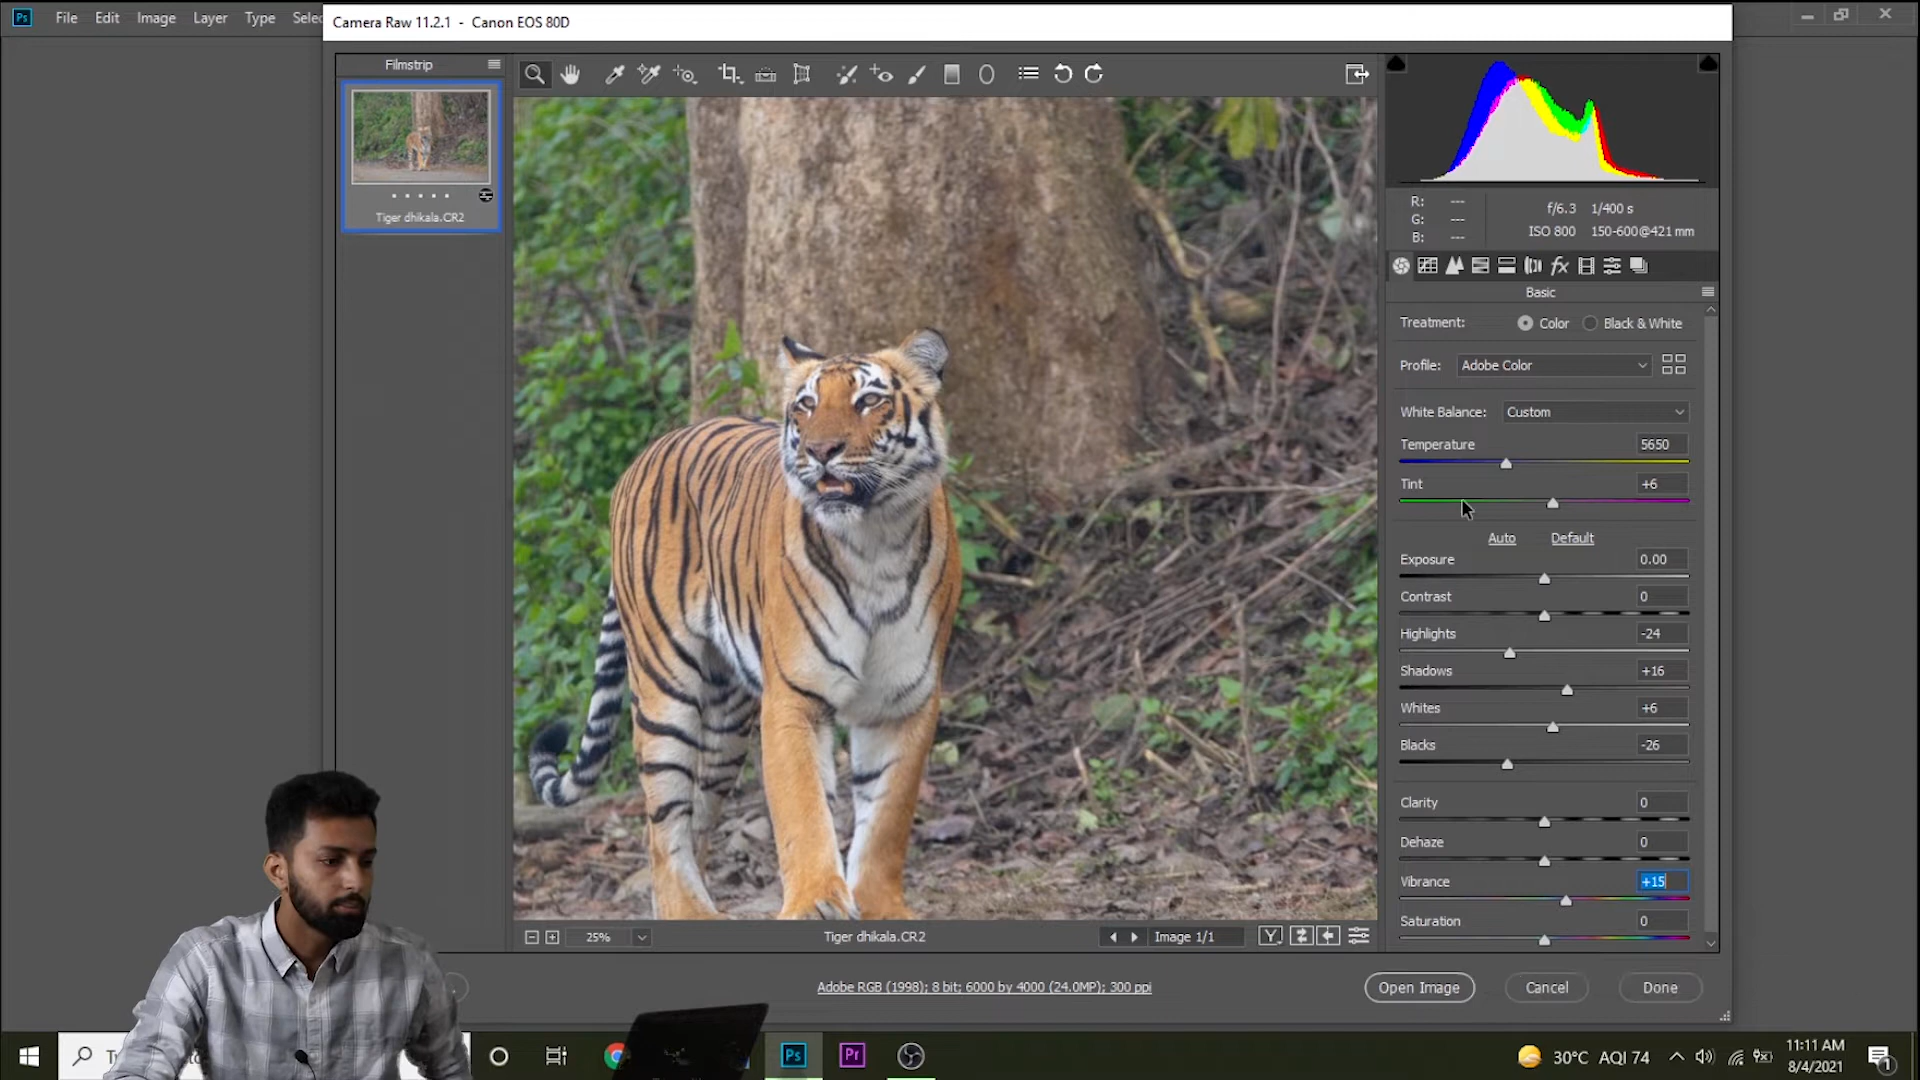 Ps File Edit Image Layer Type Selec
Camera Raw 11.2.1 - Canon EOS 80D
Filmstrip
Tiger dhikala.CR2
R: ---
G: ---
B: ---
f/6.3 1/400 s
ISO 800 150-600@421 mm
fx
Basic
Treatment: Color Black & White
Profile: Adobe Color
White Balance: Custom
Temperature 5650
Tint +6
Auto Default
Exposure 0.00
Contrast 0
Highlights -24
Shadows +16
Whites +6
Blacks -26
Clarity 0
Dehaze 0
Vibrance +15
Saturation 0
25% Tiger dhikala.CR2 Image 1/1 Y
Adobe RGB (1998); 8 bit; 6000 by 4000 (24.0MP); 300 ppi
Open Image Cancel Done
Ps Pr
30°C AQI 74
11:11 AM
8/4/2021
1